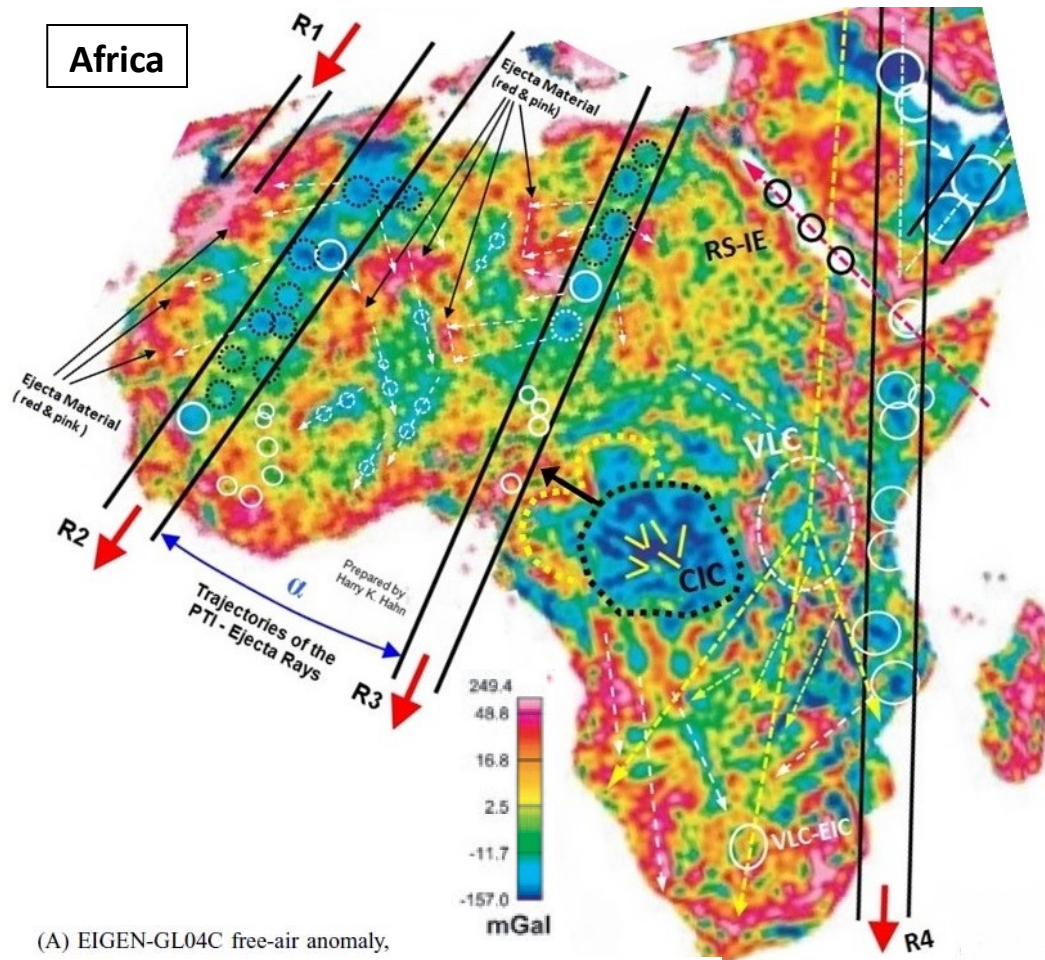 Africa
R1
Ejecta Material
(red & pink)
RS-IE
Ejecta Material
( red & pink )
VLC
R2
α
Prepared by
Harry K. Hahn
CIC
Trajectories of the
PTI - Ejecta Rays
R3
249.4
48.8
16.8
2.5
-11.7
-157.0
mGal
VLC-EIC
R4
(A) EIGEN-GL04C free-air anomaly,